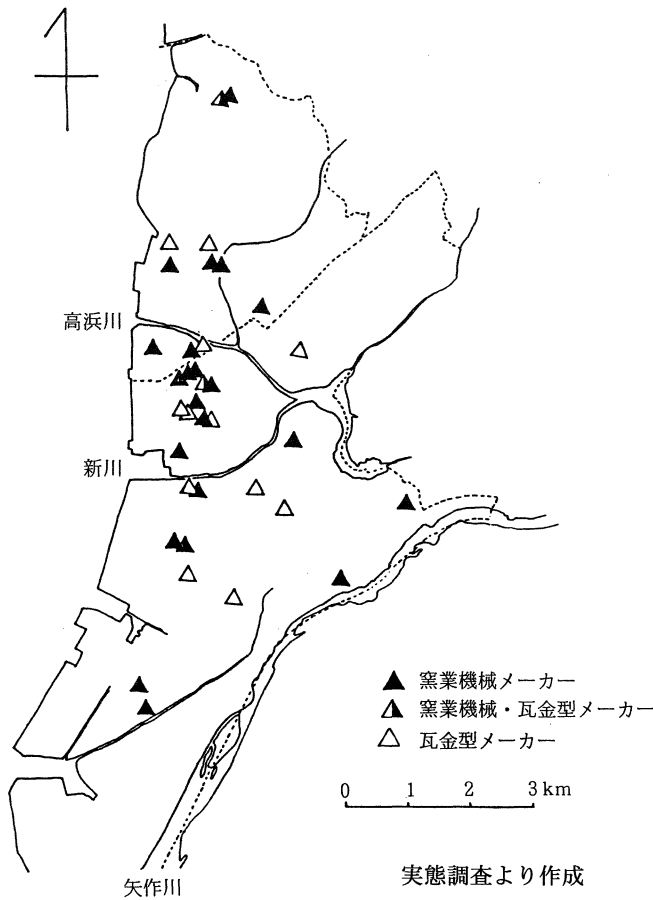 高浜川
新川
窯業機械メーカー
窯業機械・瓦金型メーカー
瓦金型メーカー
0 1 2 3km
矢作川
実態調査より作成